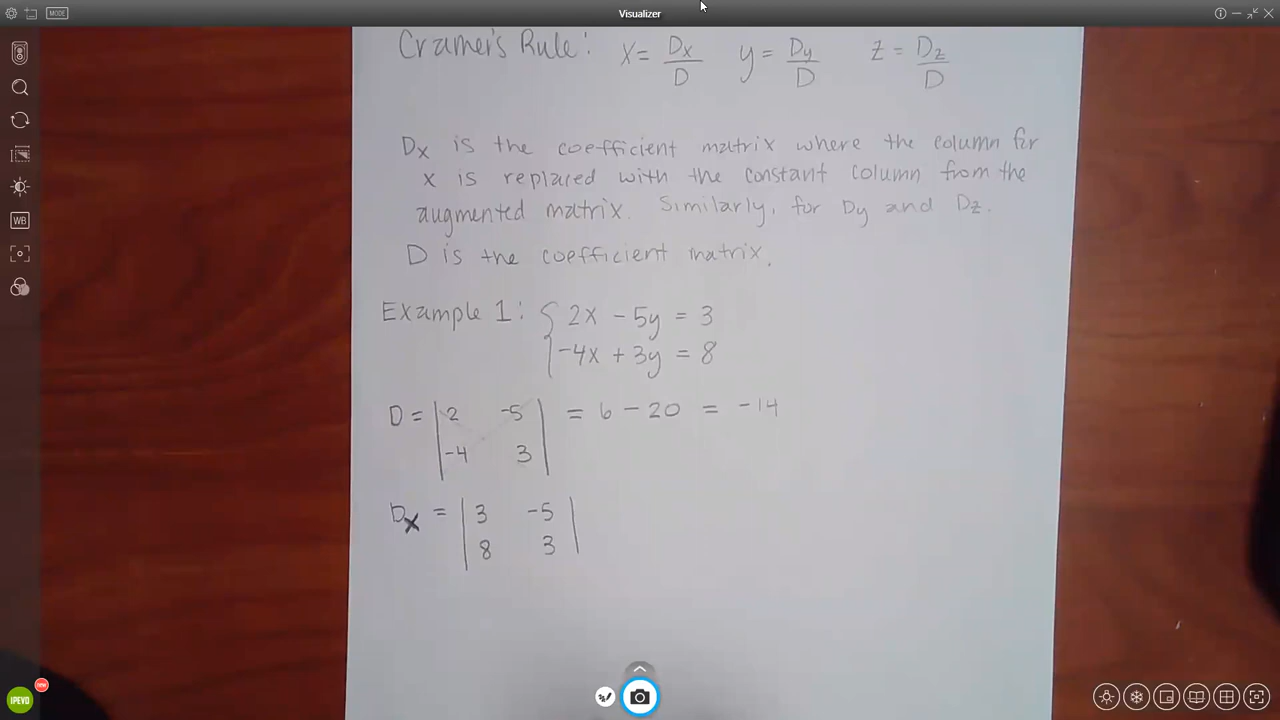 MODE
Visualizer
Cramer's Rule: x = Dx/D y = Dy/D z = Dz/D
Dx is the coefficient matrix where the column for
x is replaced with the constant column from the
augmented matrix. Similarly, for Dy and Dz.
D is the coefficient matrix.
Example 1: { 2x - 5y = 3
-4x + 3y = 8
D = | 2 -5 | = 6 - 20 = -14
| -4 3 |
Dx = | 3 -5 |
| 8 3 |
WB
IPEVO
new